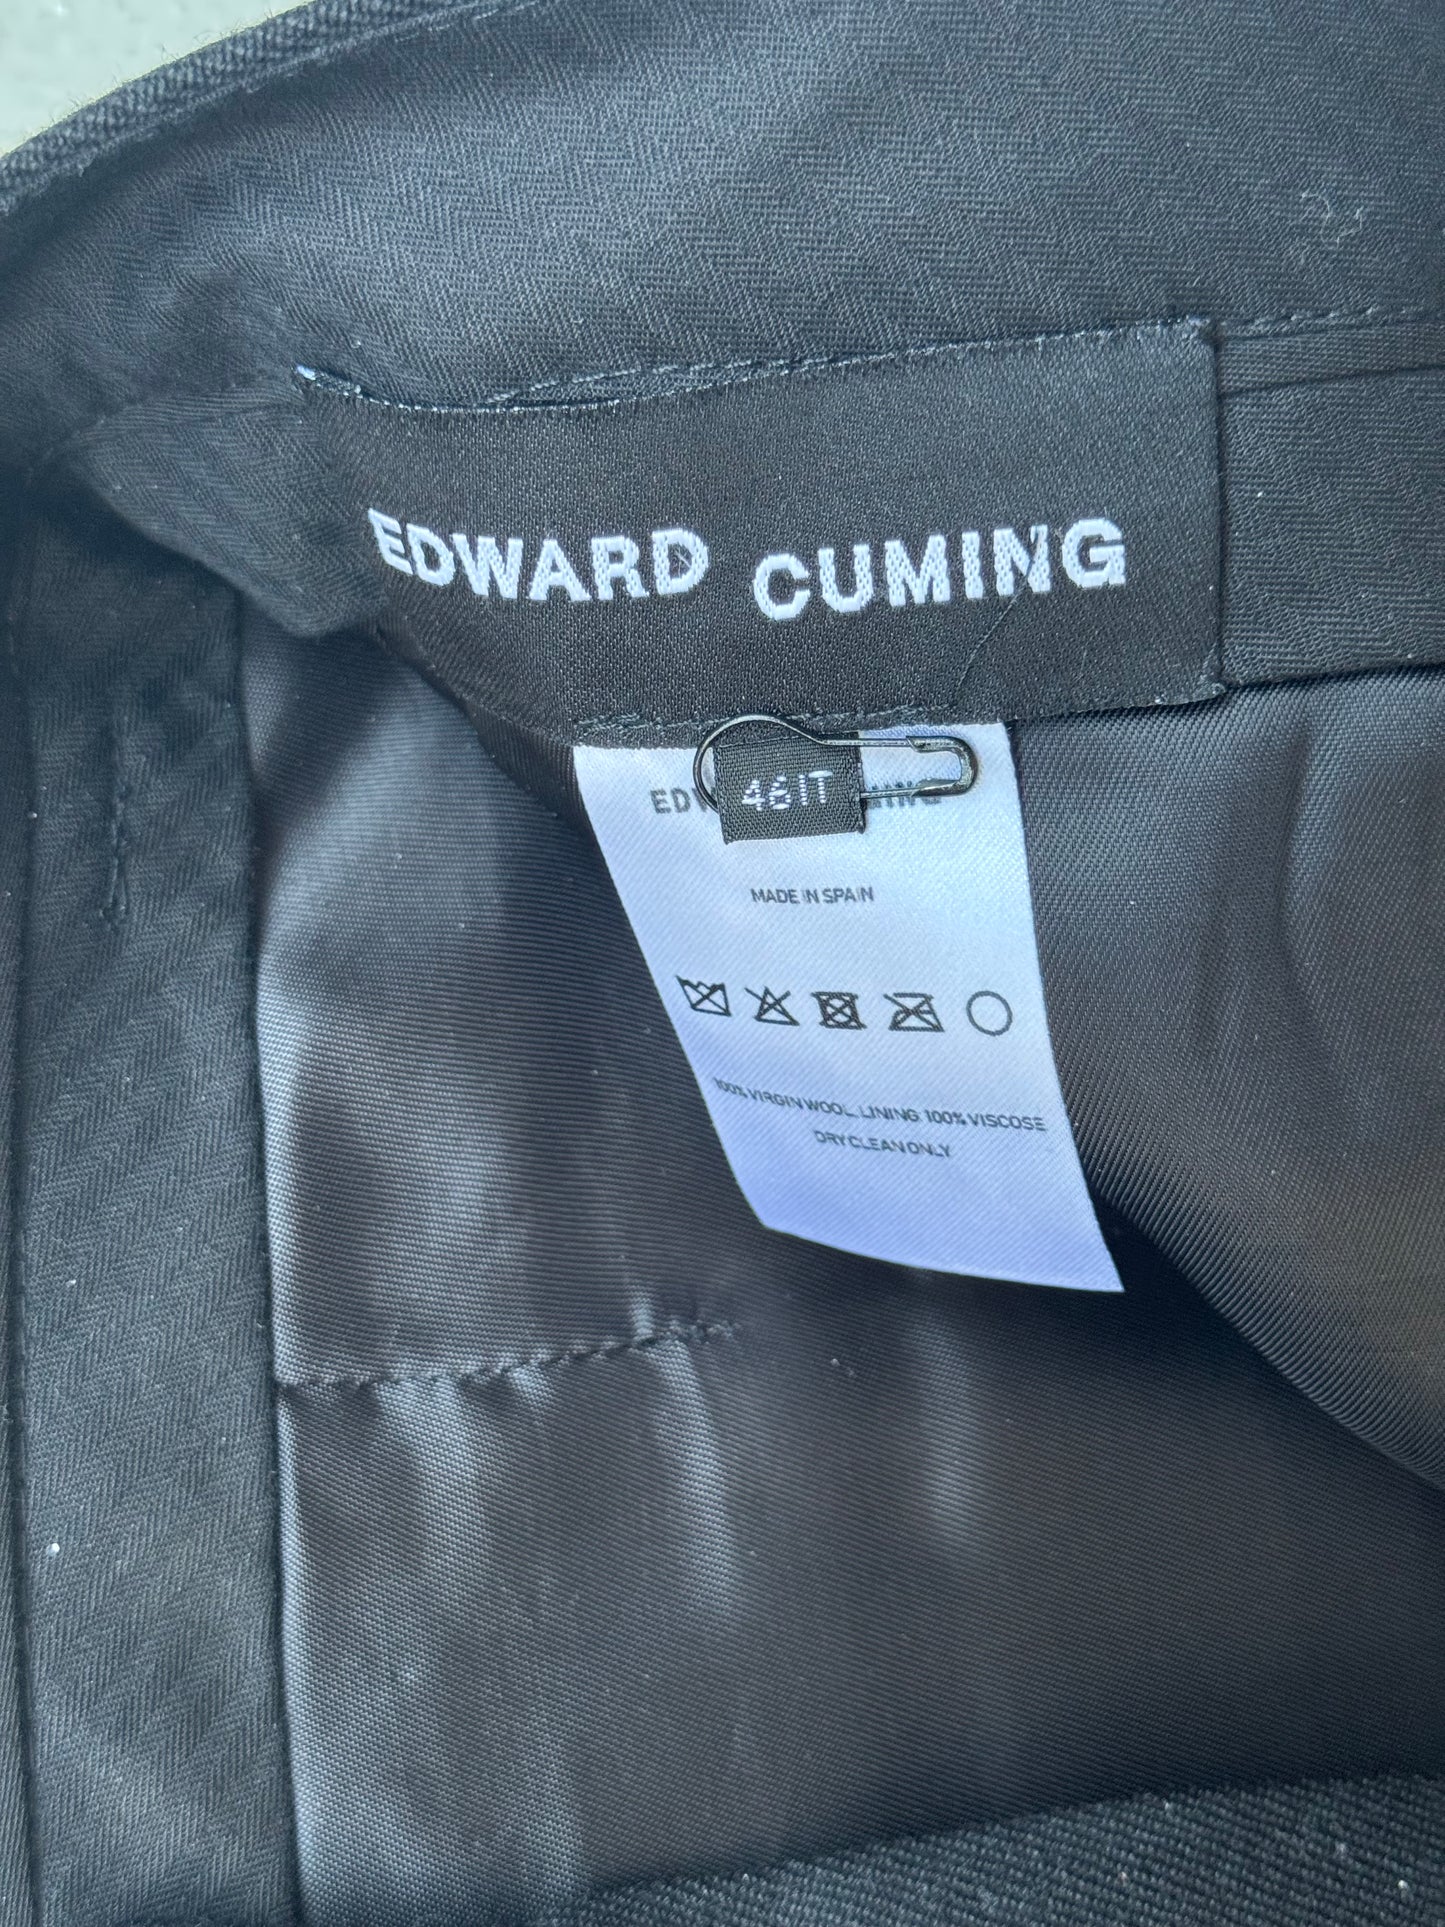 EDWARD CUMING
46IT
MADE IN SPAIN
100% VIRGIN WOOL, LINING 100% VISCOSE
DRY CLEAN ONLY